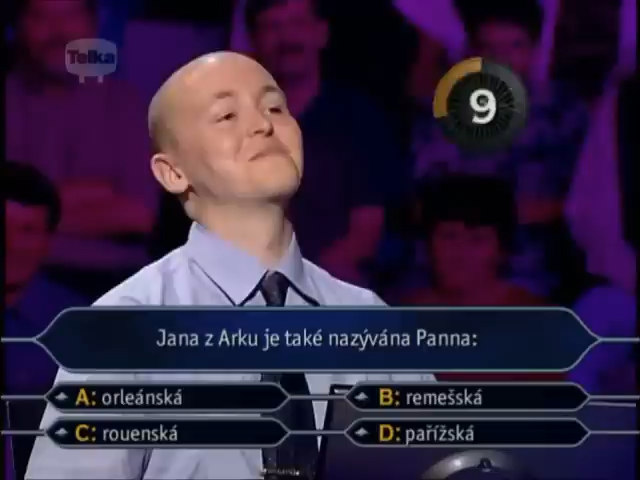 Telka
9
Jana z Arku je také nazývána Panna:
A: orleánská
B: remešská
C: rouenská
D: pařížská